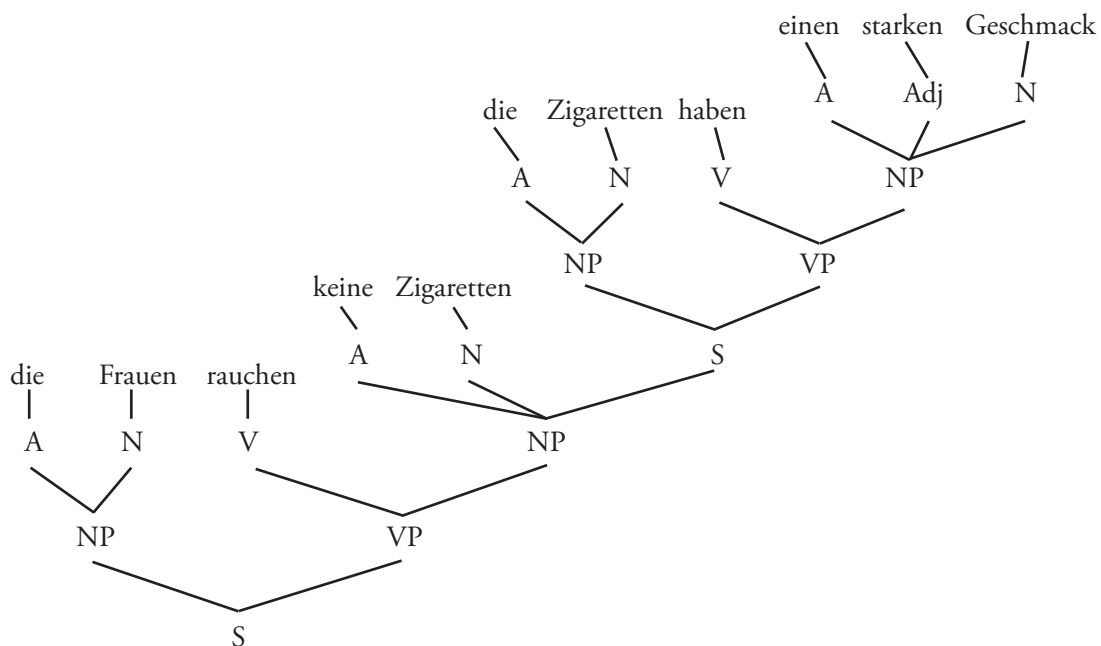 einen starken Geschmack
A Adj N
die Zigaretten haben
A N V NP
NP VP
keine Zigaretten
A N S
die Frauen rauchen
A N V NP
NP VP
S